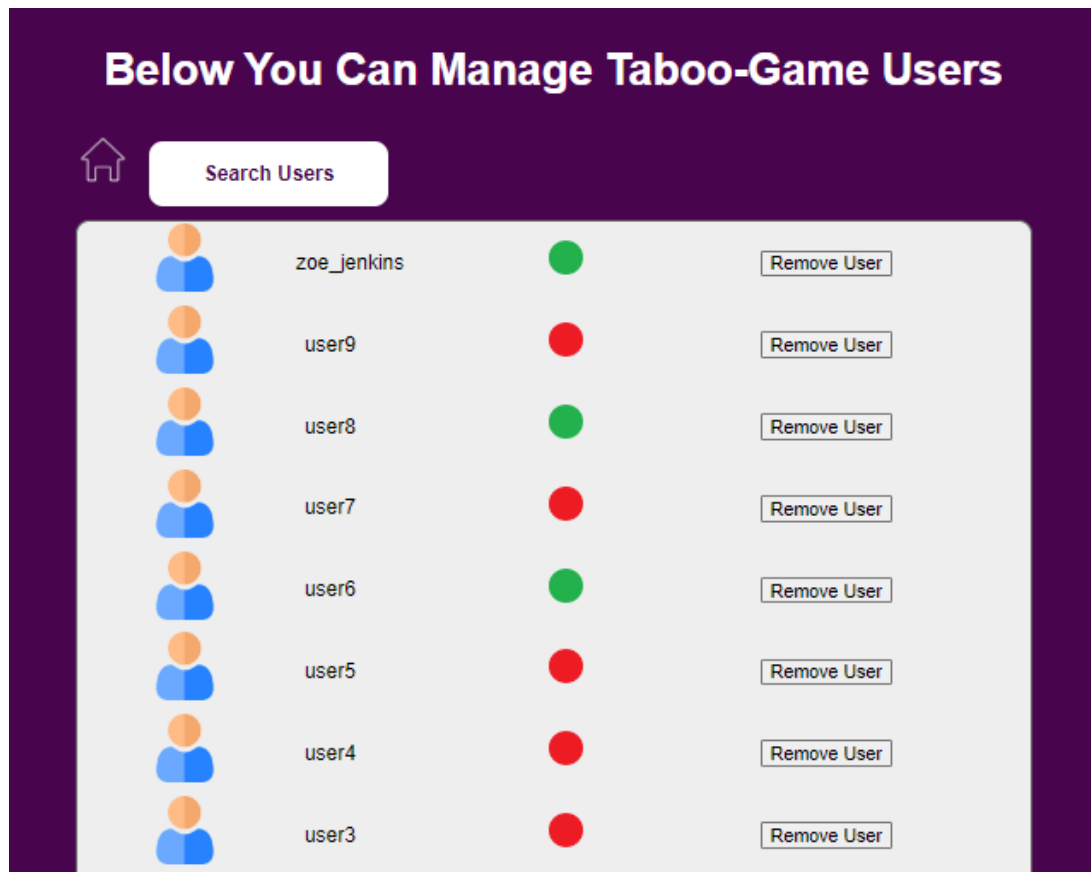 Below You Can Manage Taboo-Game Users
Search Users
zoe_jenkins Remove User
user9 Remove User
user8 Remove User
user7 Remove User
user6 Remove User
user5 Remove User
user4 Remove User
user3 Remove User